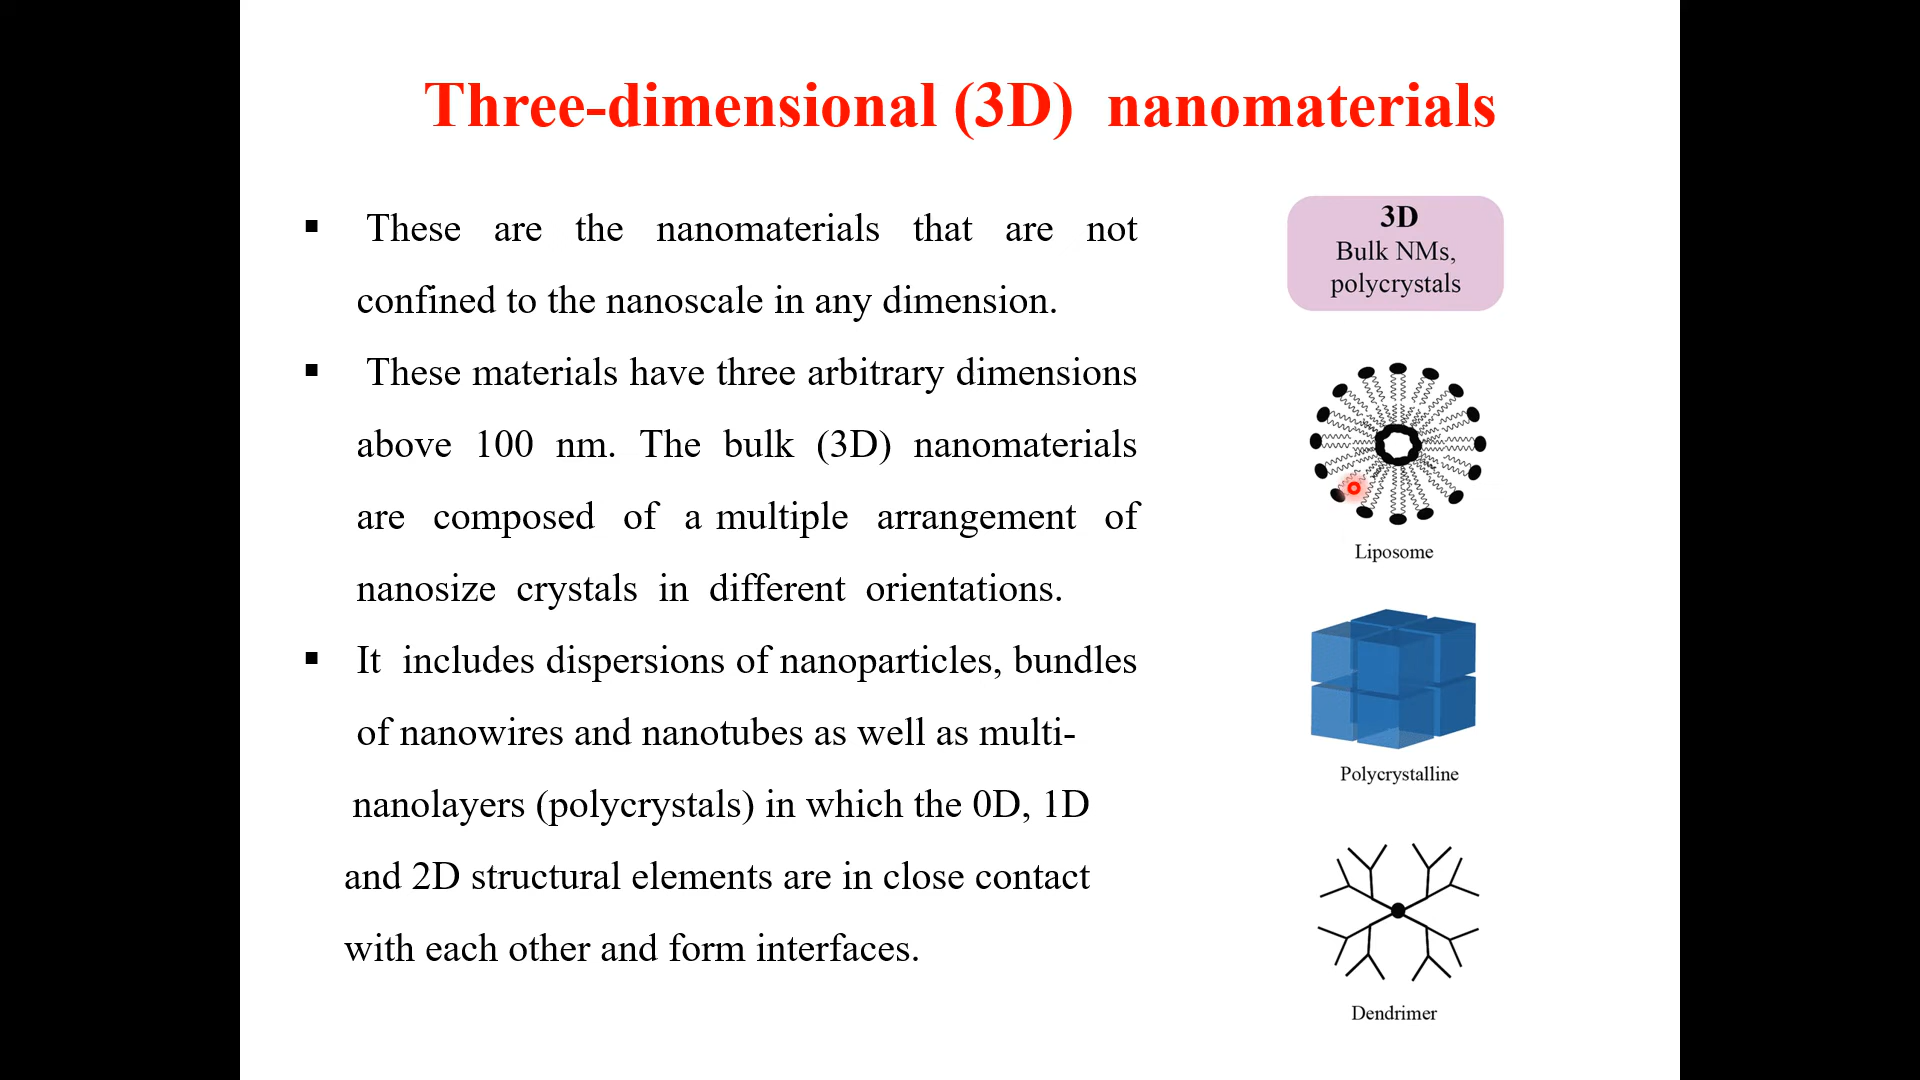 Three-dimensional (3D) nanomaterials
▪ These are the nanomaterials that are not
confined to the nanoscale in any dimension.
▪ These materials have three arbitrary dimensions
above 100 nm. The bulk (3D) nanomaterials
are composed of a multiple arrangement of
nanosize crystals in different orientations.
▪ It includes dispersions of nanoparticles, bundles
of nanowires and nanotubes as well as multi-
nanolayers (polycrystals) in which the 0D, 1D
and 2D structural elements are in close contact
with each other and form interfaces.
3D
Bulk NMs,
polycrystals
Liposome
Polycrystalline
Dendrimer